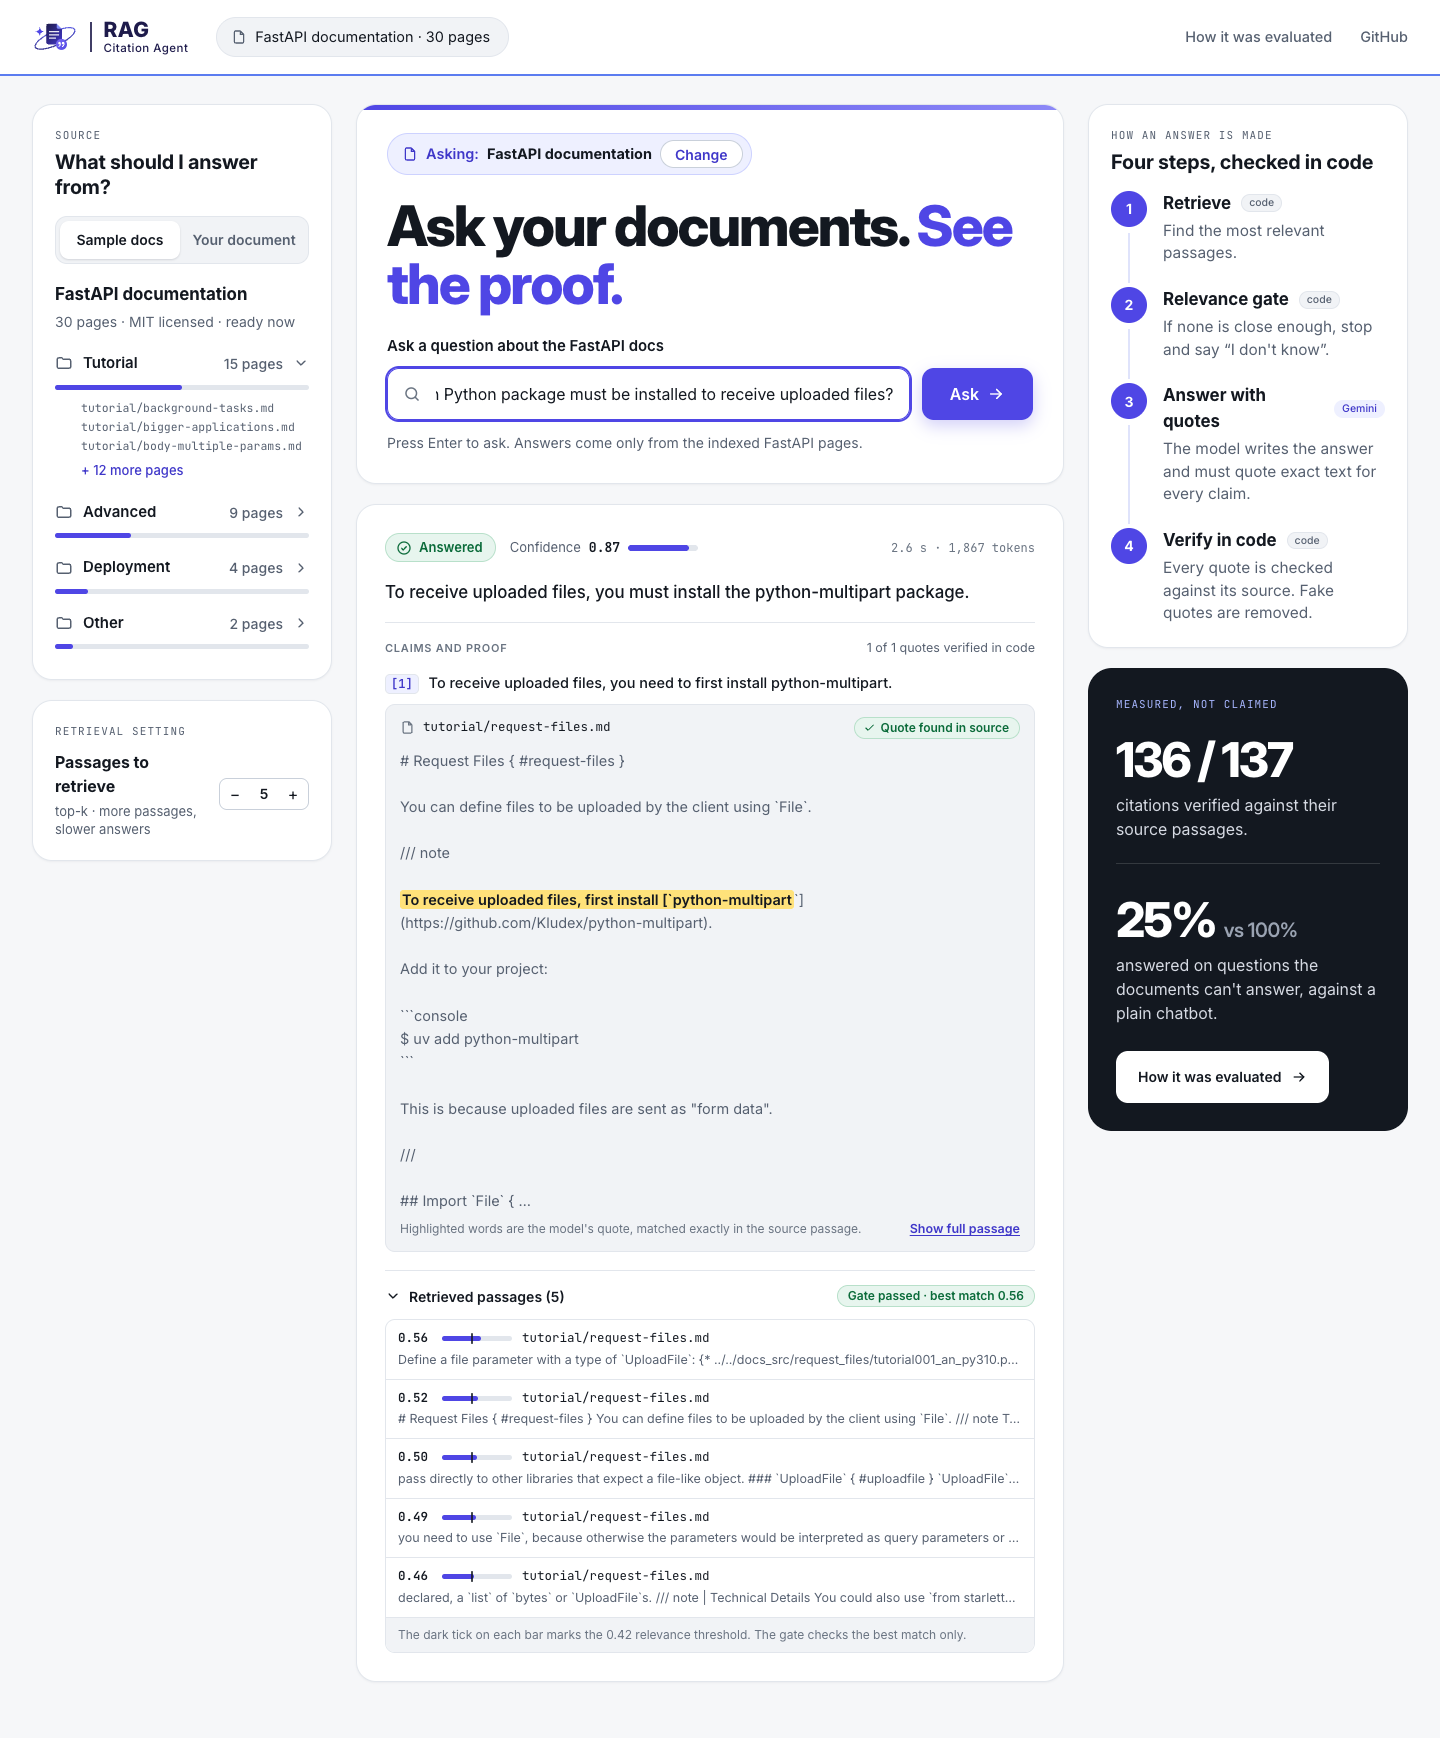 RAG
Citation Agent
FastAPI documentation · 30 pages
How it was evaluated
GitHub
SOURCE
What should I answer
from?
Sample docs
Your document
FastAPI documentation
30 pages · MIT licensed · ready now
Tutorial
15 pages
tutorial/background-tasks.md
tutorial/bigger-applications.md
tutorial/body-multiple-params.md
+ 12 more pages
Advanced
9 pages
Deployment
4 pages
Other
2 pages
RETRIEVAL SETTING
Passages to
retrieve
top-k · more passages,
slower answers
− 5 +
Asking: FastAPI documentation
Change
Ask your documents. See
the proof.
Ask a question about the FastAPI docs
Python package must be installed to receive uploaded files?
Ask →
Press Enter to ask. Answers come only from the indexed FastAPI pages.
Answered
Confidence 0.87
2.6 s · 1,867 tokens
To receive uploaded files, you must install the python-multipart package.
CLAIMS AND PROOF
1 of 1 quotes verified in code
[1] To receive uploaded files, you need to first install python-multipart.
tutorial/request-files.md
Quote found in source
# Request Files { #request-files }
You can define files to be uploaded by the client using `File`.
/// note
To receive uploaded files, first install [`python-multipart`]
(https://github.com/Kludex/python-multipart).
Add it to your project:
```console
$ uv add python-multipart
```
This is because uploaded files are sent as "form data".
///
## Import `File` { ...
Highlighted words are the model's quote, matched exactly in the source passage.
Show full passage
Retrieved passages (5)
Gate passed · best match 0.56
0.56 tutorial/request-files.md
Define a file parameter with a type of `UploadFile`: {* ../../docs_src/request_files/tutorial001_an_py310.p...
0.52 tutorial/request-files.md
# Request Files { #request-files } You can define files to be uploaded by the client using `File`. /// note T...
0.50 tutorial/request-files.md
pass directly to other libraries that expect a file-like object. ### `UploadFile` { #uploadfile } `UploadFile`...
0.49 tutorial/request-files.md
you need to use `File`, because otherwise the parameters would be interpreted as query parameters or ...
0.46 tutorial/request-files.md
declared, a `list` of `bytes` or `UploadFile`s. /// note | Technical Details You could also use `from starlett...
The dark tick on each bar marks the 0.42 relevance threshold. The gate checks the best match only.
HOW AN ANSWER IS MADE
Four steps, checked in code
1 Retrieve code
Find the most relevant
passages.
2 Relevance gate code
If none is close enough, stop
and say “I don't know”.
3 Answer with
quotes
Gemini
The model writes the answer
and must quote exact text for
every claim.
4 Verify in code code
Every quote is checked
against its source. Fake
quotes are removed.
MEASURED, NOT CLAIMED
136 / 137
citations verified against their
source passages.
25% vs 100%
answered on questions the
documents can't answer, against a
plain chatbot.
How it was evaluated →